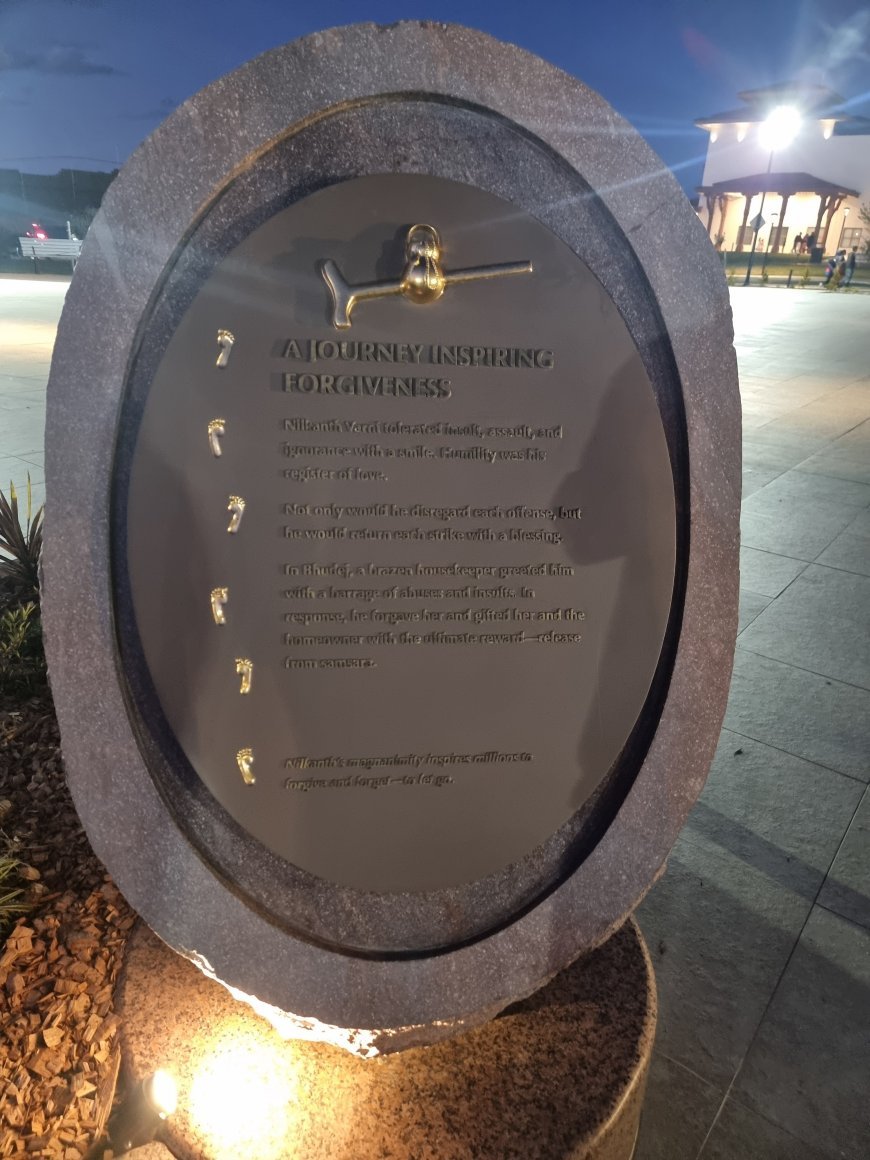 A JOURNEY INSPIRING
FORGIVENESS
Nilkanth Varni tolerated insult, assault, and
ignourance with a smile. Humility was his
register of love.
Not only would he disregard each offense, but
he would return each strike with a blessing.
In Bhudej, a brazen housekeeper greeted him
with a barrage of abuses and insults. In
response, he forgave her and gifted her and the
homeowner with the ultimate reward—release
from samsara.
Nilkanth's magnanimity inspires millions to
forgive and forget—to let go.